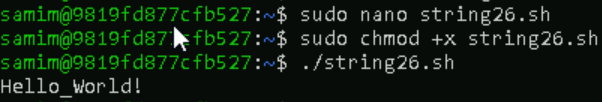 samim@9819fd877cfb527:~$ sudo nano string26.sh
samim@9819fd877cfb527:~$ sudo chmod +x string26.sh
samim@9819fd877cfb527:~$ ./string26.sh
Hello_World!